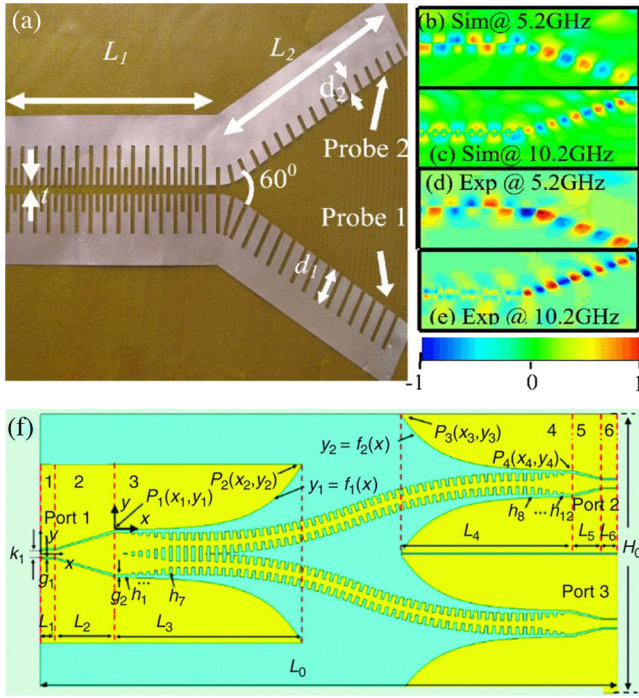 (a)
L₁
L₂
d₂
Probe 2
60⁰
t
Probe 1
d₁
(b) Sim@ 5.2GHz
(c) Sim@ 10.2GHz
(d) Exp @ 5.2GHz
(e) Exp @ 10.2GHz
-1 0 1
(f)
P₃(x₃,y₃) 4 5 6
y₂ = f₂(x)
P₂(x₂,y₂) P₄(x₄,y₄)
1 2 3
P₁(x₁,y₁) y₁ = f₁(x)
Port 1 y x
h₈ ... h₁₂ Port 2
k₁ y x
L₄ L₅ L₆ H₀
g₁ g₂ h₁ ... h₇
Port 3
L₁ L₂ L₃
L₀